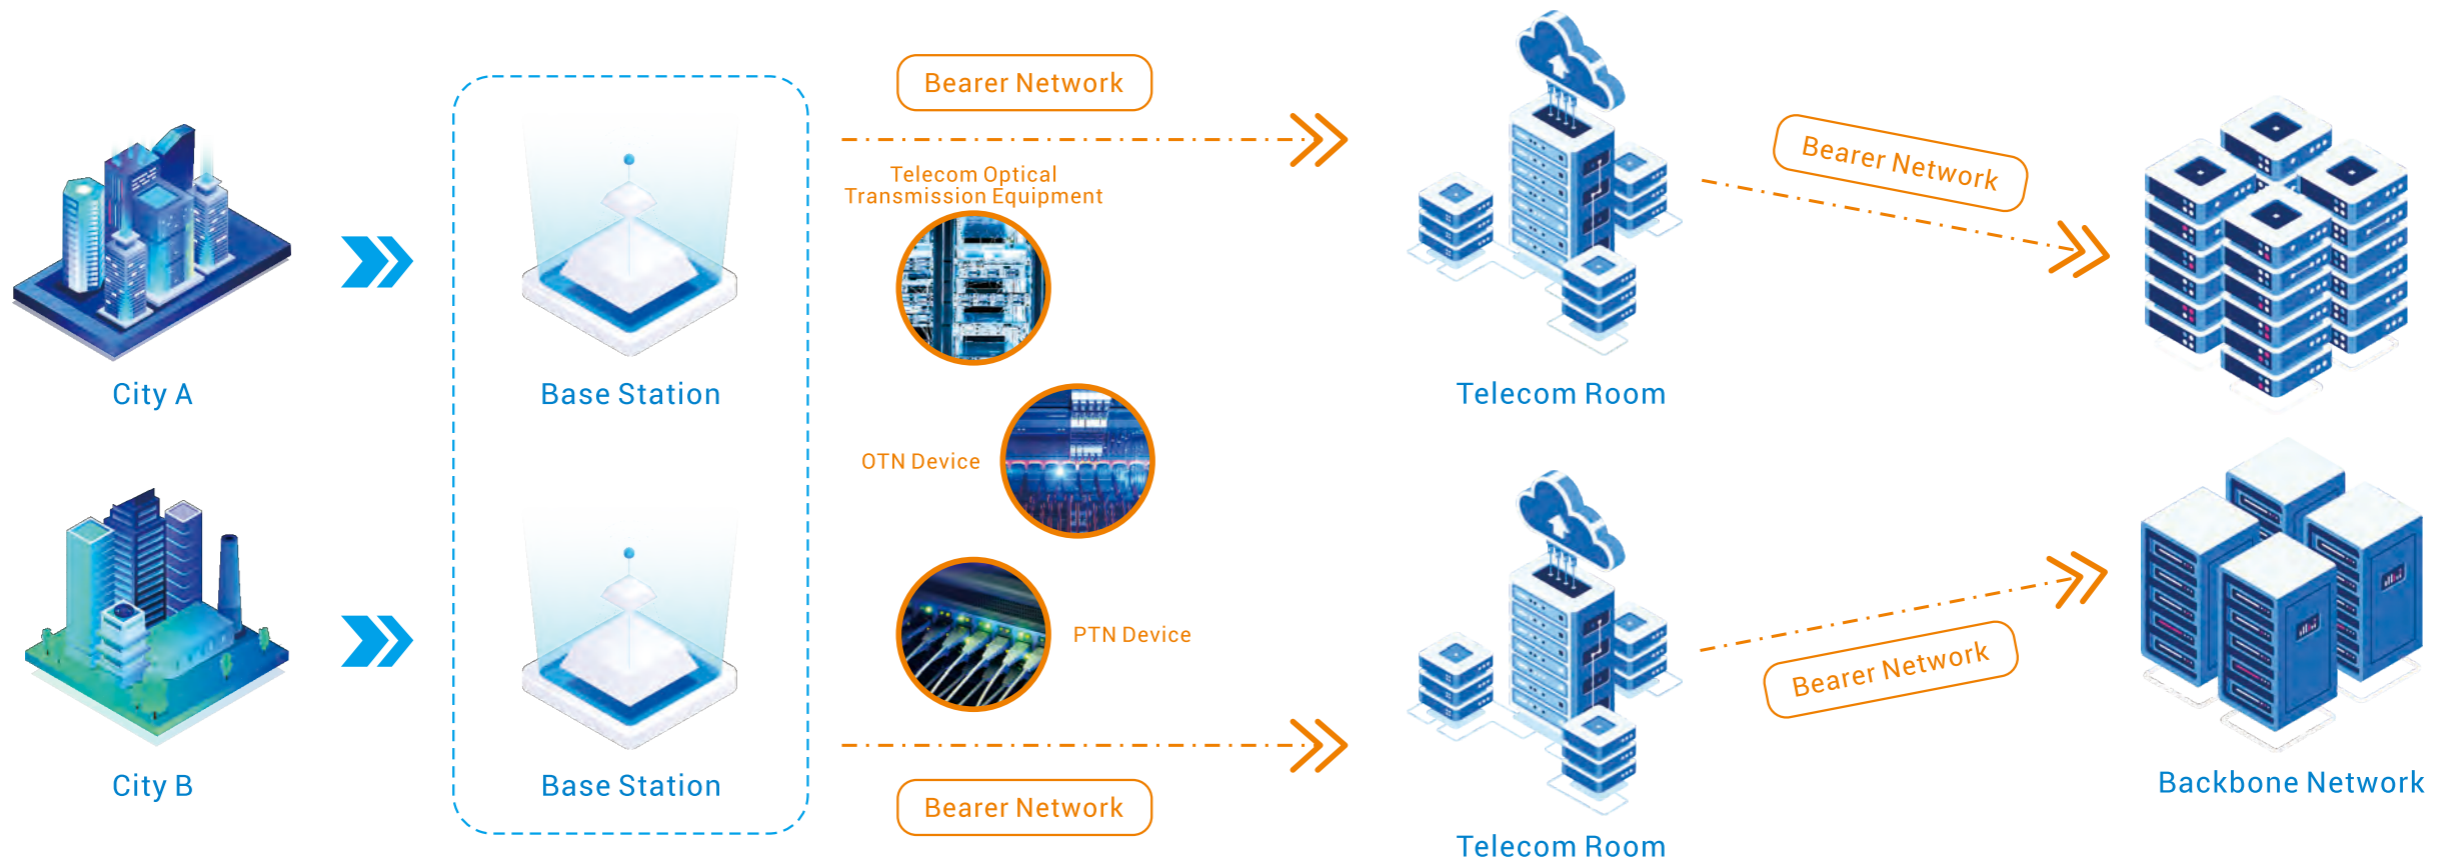 Bearer Network
Bearer Network
Telecom Optical
Transmission Equipment
City A
Base Station
Telecom Room
OTN Device
PTN Device
Bearer Network
City B
Base Station
Bearer Network
Telecom Room
Backbone Network